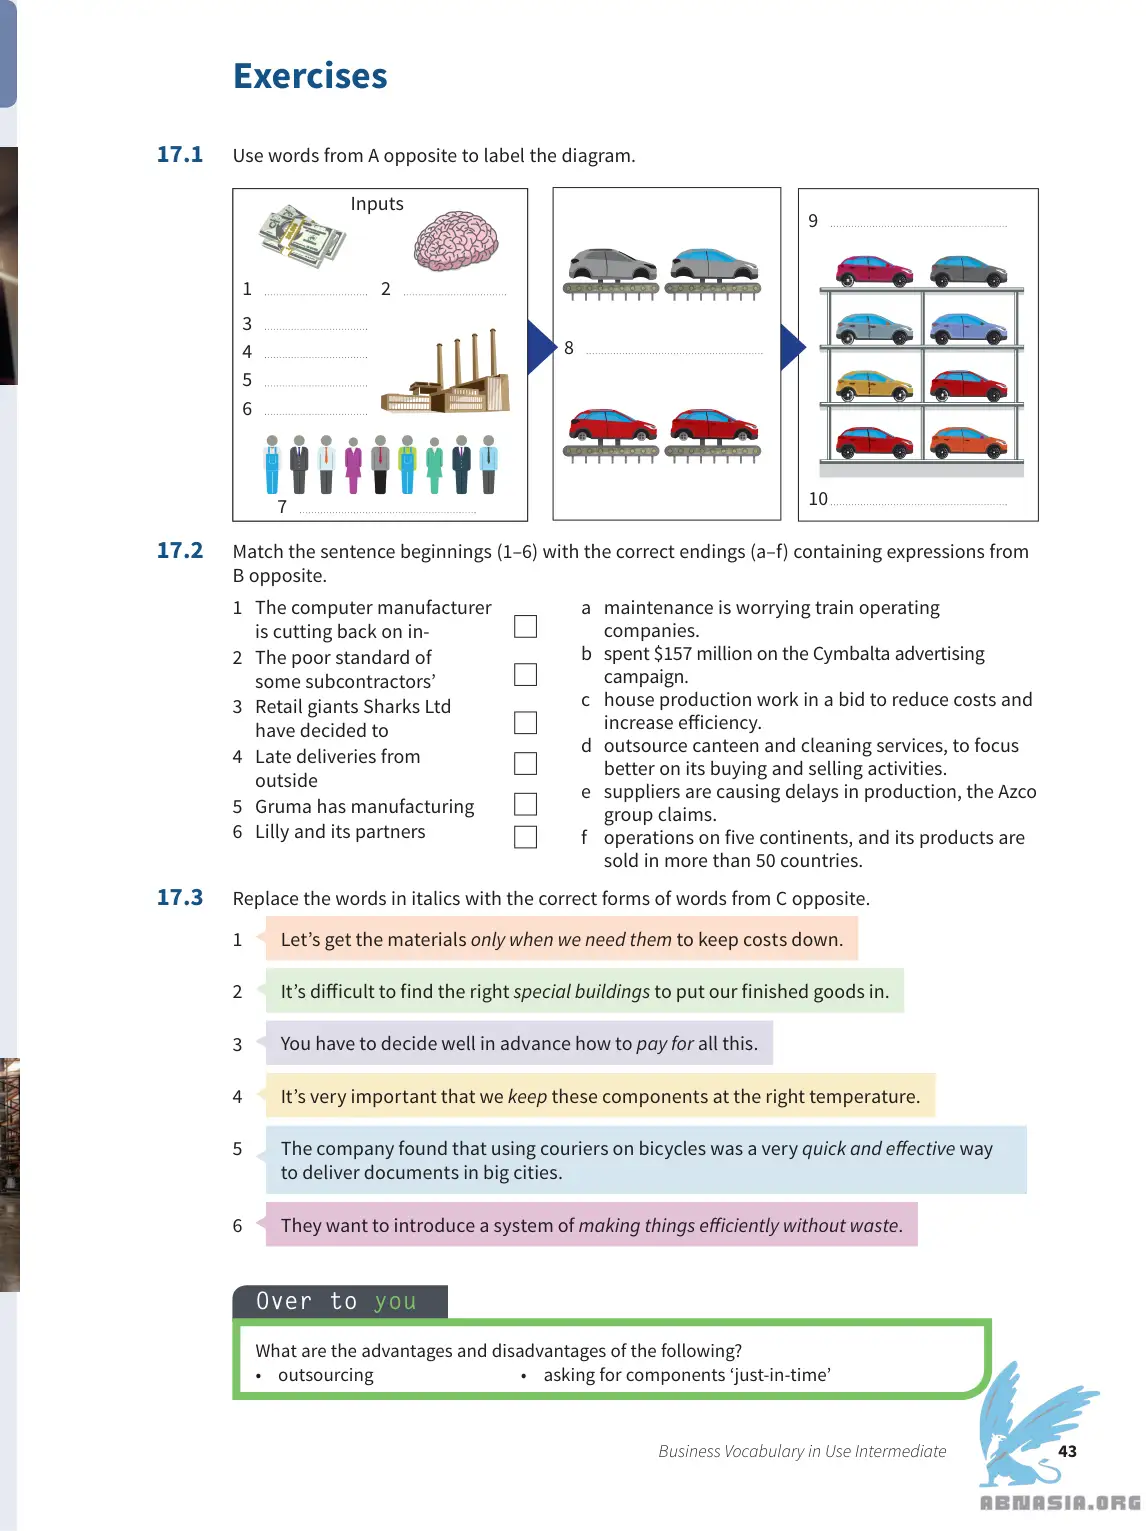 Exercises
17.1 Use words from A opposite to label the diagram.
Inputs
1
2
3
4
5
6
7
8
9
10
17.2 Match the sentence beginnings (1–6) with the correct endings (a–f) containing expressions from
B opposite.
1 The computer manufacturer
is cutting back on in-
2 The poor standard of
some subcontractors’
3 Retail giants Sharks Ltd
have decided to
4 Late deliveries from
outside
5 Gruma has manufacturing
6 Lilly and its partners
a maintenance is worrying train operating
companies.
b spent $157 million on the Cymbalta advertising
campaign.
c house production work in a bid to reduce costs and
increase efficiency.
d outsource canteen and cleaning services, to focus
better on its buying and selling activities.
e suppliers are causing delays in production, the Azco
group claims.
f operations on five continents, and its products are
sold in more than 50 countries.
17.3 Replace the words in italics with the correct forms of words from C opposite.
1 Let’s get the materials only when we need them to keep costs down.
2 It’s difficult to find the right special buildings to put our finished goods in.
3 You have to decide well in advance how to pay for all this.
4 It’s very important that we keep these components at the right temperature.
5 The company found that using couriers on bicycles was a very quick and effective way
to deliver documents in big cities.
6 They want to introduce a system of making things efficiently without waste.
Over to you
What are the advantages and disadvantages of the following?
• outsourcing • asking for components ‘just-in-time’
Business Vocabulary in Use Intermediate 43
ABNASIA.ORG